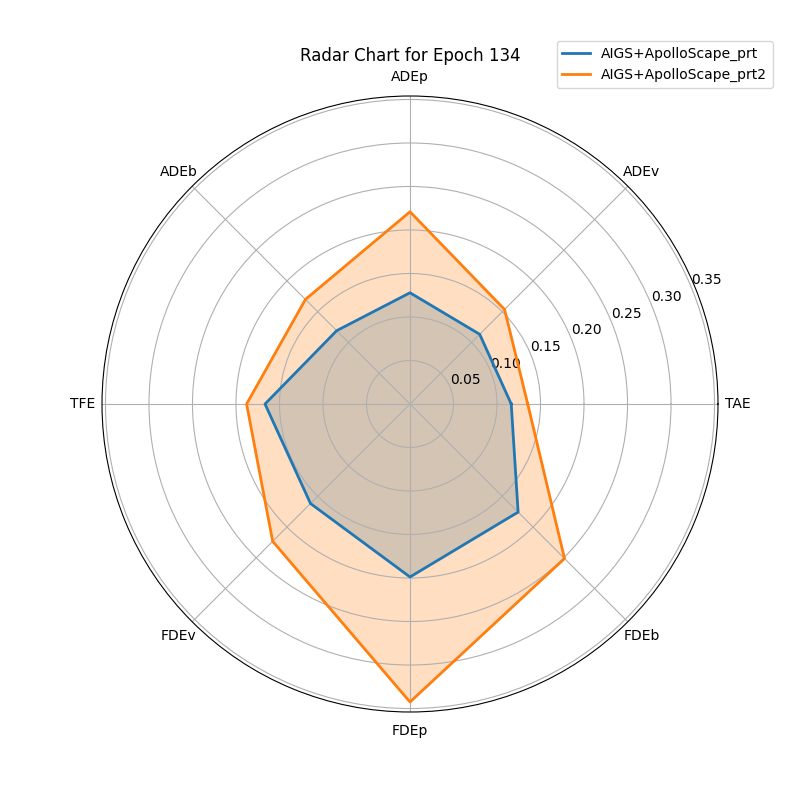 Radar Chart for Epoch 134
AIGS+ApolloScape_prt
AIGS+ApolloScape_prt2
ADEp
ADEb
ADEv
TFE
TAE
FDEv
FDEb
FDEp
0.05
0.10
0.15
0.20
0.25
0.30
0.35